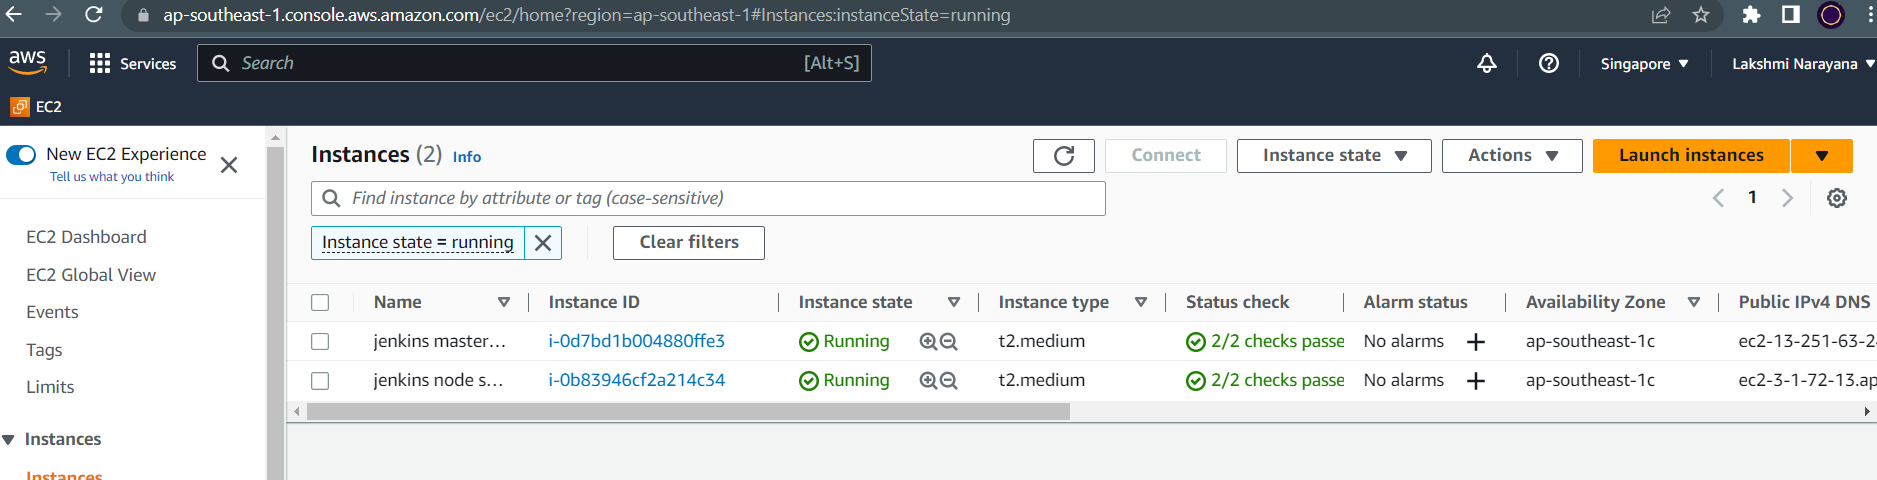 ap-southeast-1.console.aws.amazon.com/ec2/home?region=ap-southeast-1#Instances:instanceState=running
aws Services Search [Alt+S] Singapore Lakshmi Narayana
EC2
New EC2 Experience
Tell us what you think
EC2 Dashboard
EC2 Global View
Events
Tags
Limits
Instances
Instances
Instances (2) Info Connect Instance state Actions Launch instances
Find instance by attribute or tag (case-sensitive) 1
Instance state = running Clear filters
Name Instance ID Instance state Instance type Status check Alarm status Availability Zone Public IPv4 DNS
jenkins master... i-0d7bd1b004880ffe3 Running t2.medium 2/2 checks passe No alarms ap-southeast-1c ec2-13-251-63-2
jenkins node s... i-0b83946cf2a214c34 Running t2.medium 2/2 checks passe No alarms ap-southeast-1c ec2-3-1-72-13.ap